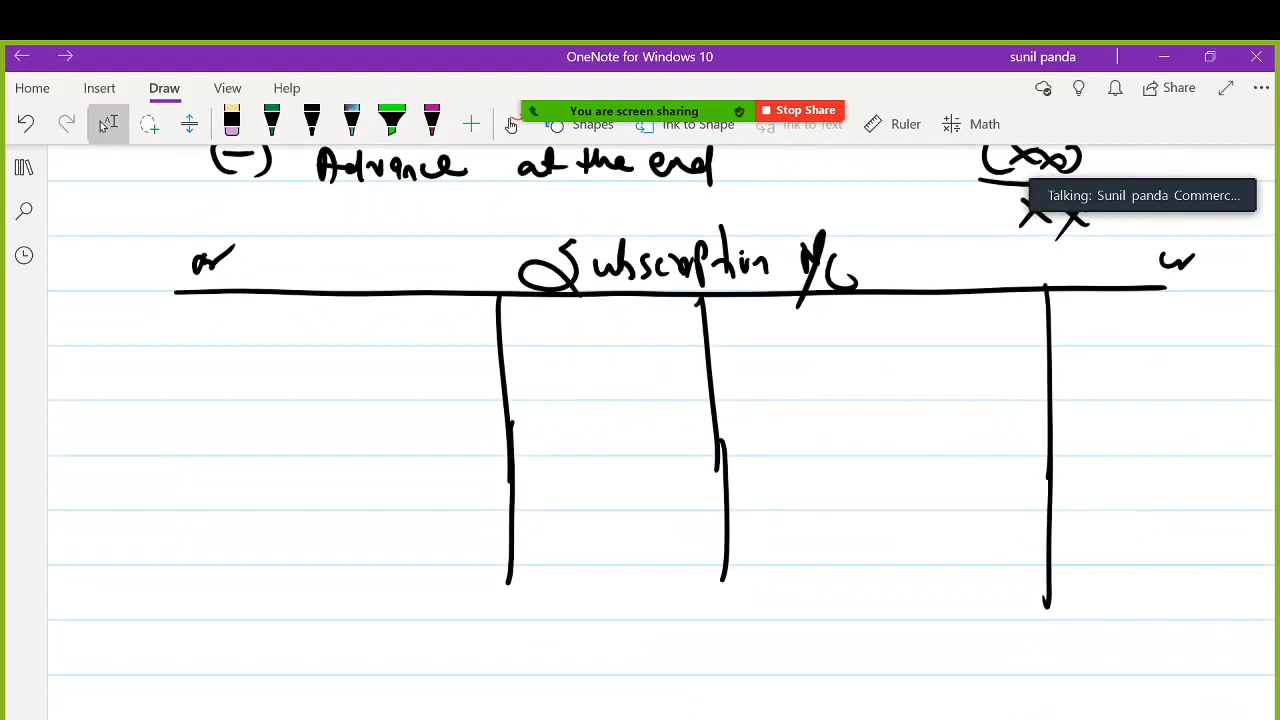 OneNote for Windows 10
sunil panda
Home Insert Draw View Help
Share
You are screen sharing
Stop Share
Shapes Ink to Shape Ink to Text Ruler Math
(-) Advance at the end (xx)
Talking: Sunil panda Commerc...
xx
dr Subscription A/c cr